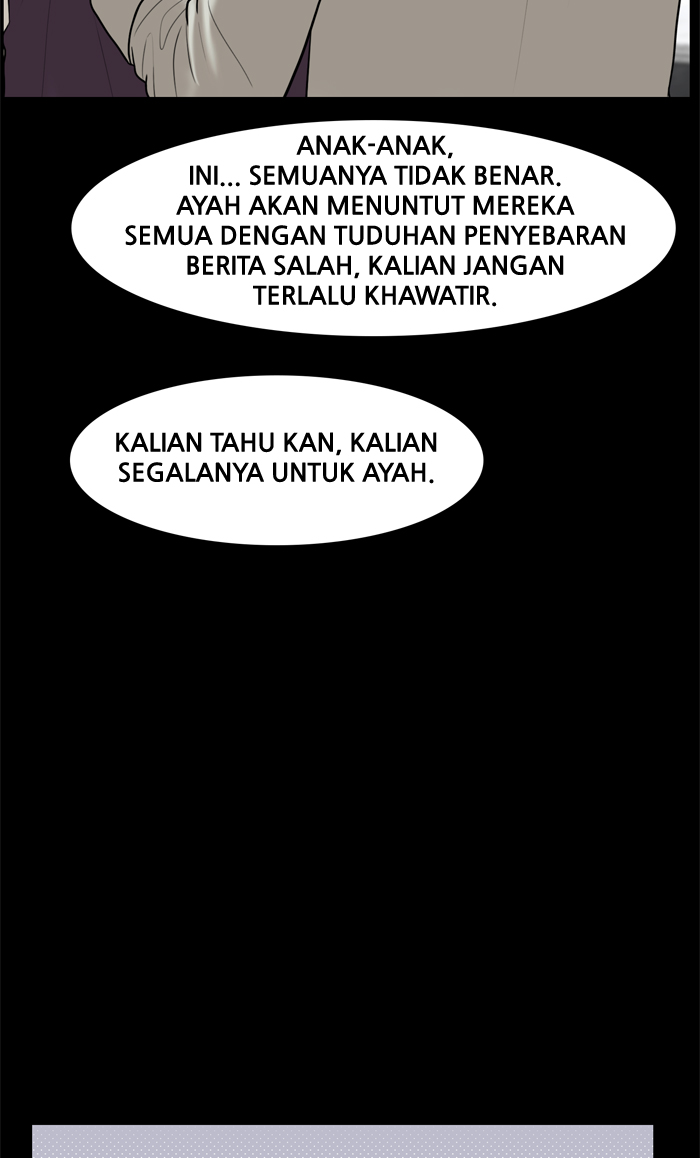 ANAK-ANAK,
INI... SEMUANYA TIDAK BENAR.
AYAH AKAN MENUNTUT MEREKA
SEMUA DENGAN TUDUHAN PENYEBARAN
BERITA SALAH, KALIAN JANGAN
TERLALU KHAWATIR.
KALIAN TAHU KAN, KALIAN
SEGALANYA UNTUK AYAH.